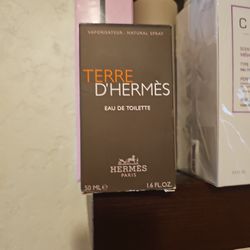 VAPORISATEUR · NATURAL SPRAY
TERRE
D'HERMÈS
EAU DE TOILETTE
HERMÈS
PARIS
50 ML e 1.6 FL.OZ.
C